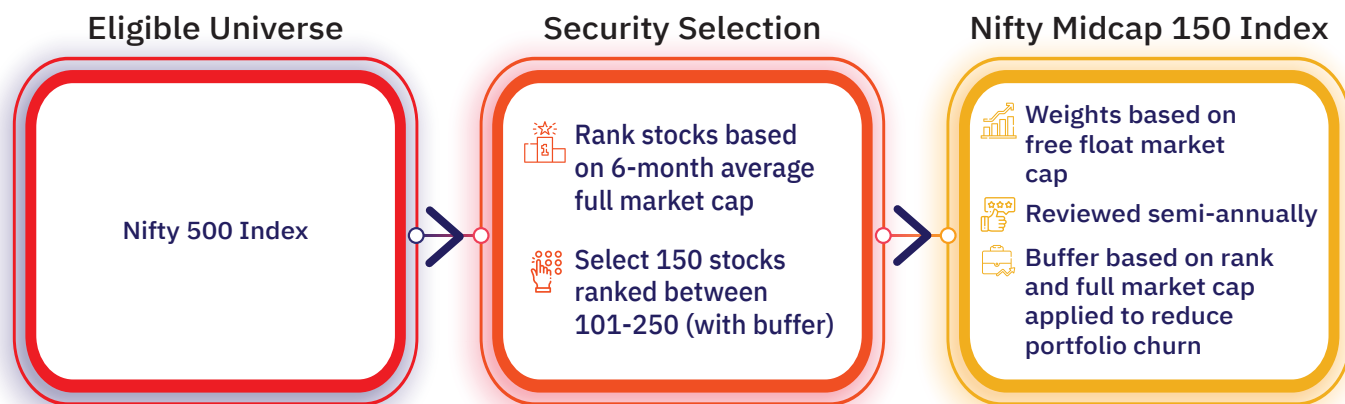 Eligible Universe
Nifty 500 Index
Security Selection
1
Rank stocks based
on 6-month average
full market cap
Select 150 stocks
ranked between
101-250 (with buffer)
Nifty Midcap 150 Index
Weights based on
free float market
cap
Reviewed semi-annually
Buffer based on rank
and full market cap
applied to reduce
portfolio churn